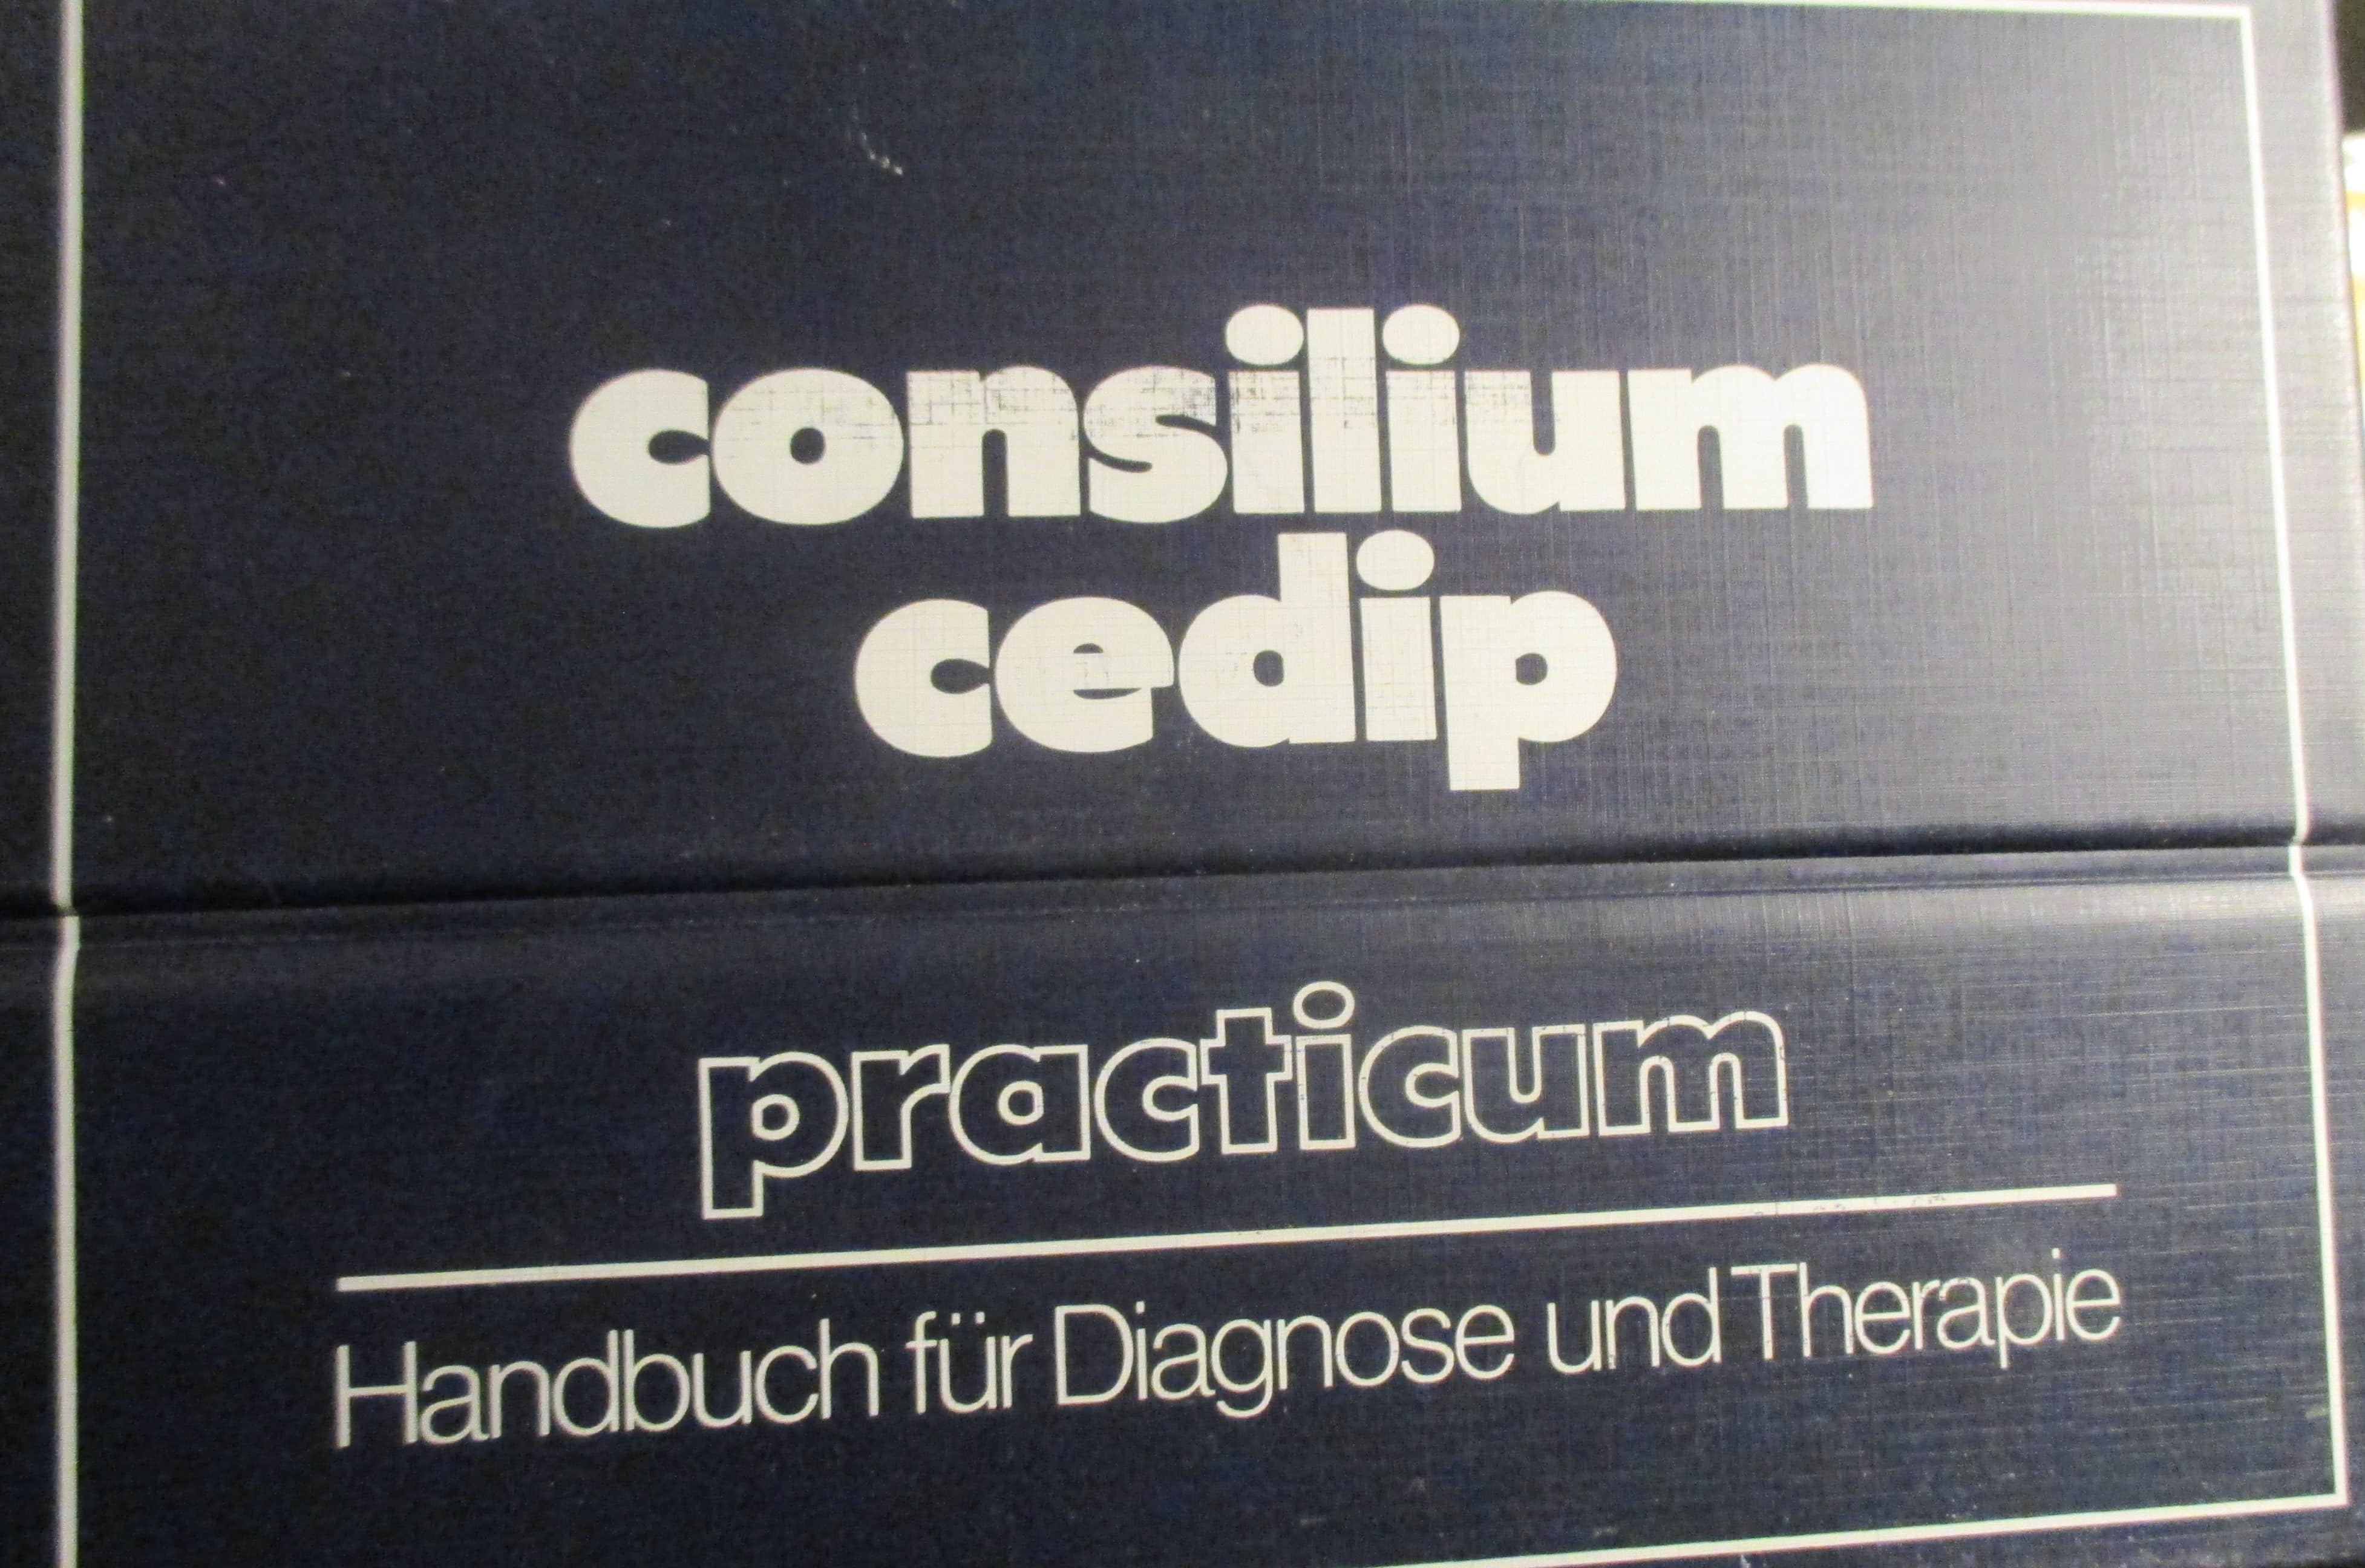 consilium
cedip
practicum
Handbuch für Diagnose und Therapie